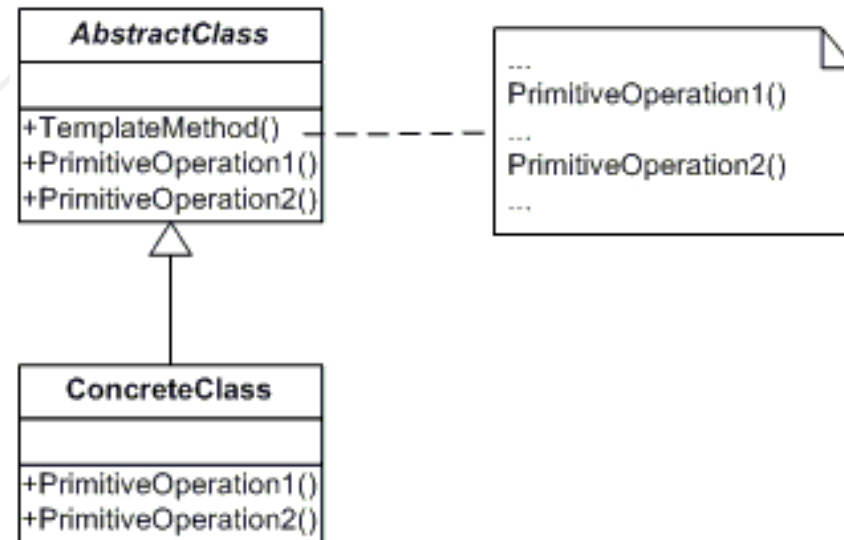 AbstractClass
+TemplateMethod()
+PrimitiveOperation1()
+PrimitiveOperation2()
...
PrimitiveOperation1()
...
PrimitiveOperation2()
...
ConcreteClass
+PrimitiveOperation1()
+PrimitiveOperation2()